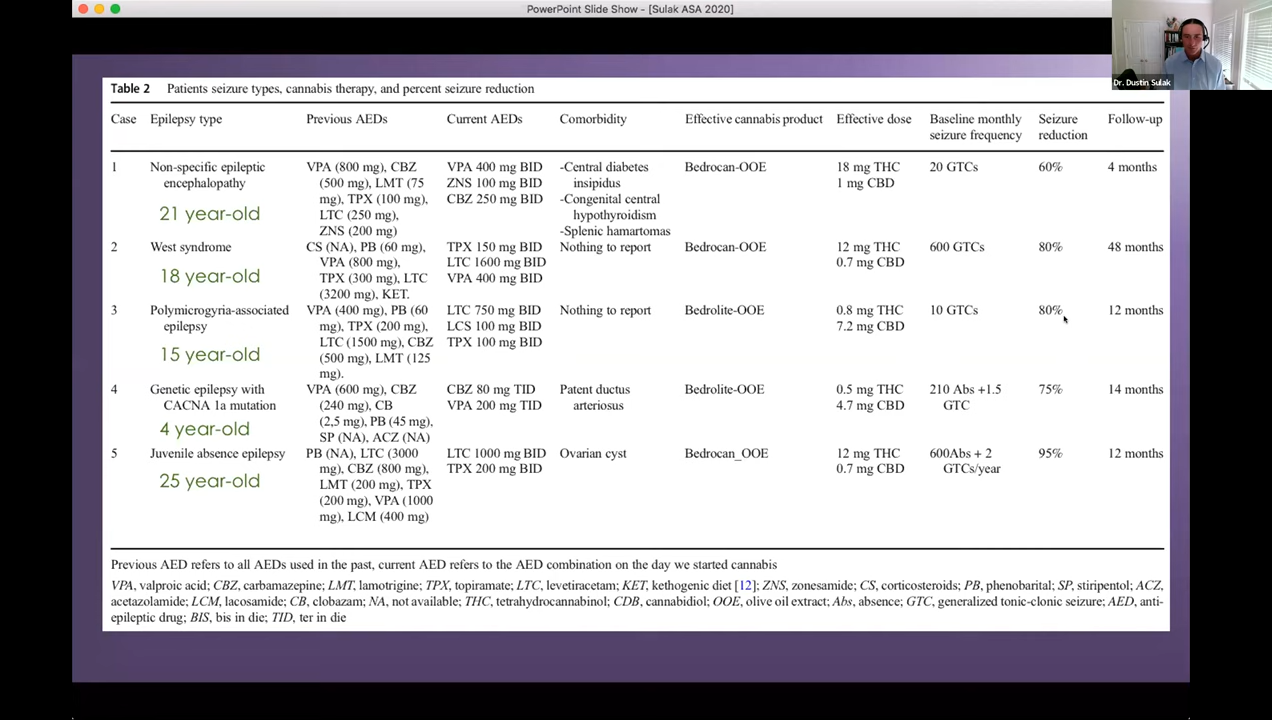 PowerPoint Slide Show - [Sulak ASA 2020]
Dr. Dustin Sulak
Table 2 Patients seizure types, cannabis therapy, and percent seizure reduction
Case Epilepsy type Previous AEDs Current AEDs Comorbidity Effective cannabis product Effective dose Baseline monthly seizure frequency Seizure reduction Follow-up
1 Non-specific epileptic VPA (800 mg), CBZ VPA 400 mg BID -Central diabetes Bedrocan-OOE 18 mg THC 20 GTCs 60% 4 months
encephalopathy (500 mg), LMT (75 ZNS 100 mg BID insipidus 1 mg CBD
mg), TPX (100 mg), CBZ 250 mg BID -Congenital central
21 year-old LTC (250 mg), hypothyroidism
ZNS (200 mg) -Splenic hamartomas
2 West syndrome CS (NA), PB (60 mg), TPX 150 mg BID Nothing to report Bedrocan-OOE 12 mg THC 600 GTCs 80% 48 months
VPA (800 mg), LTC 1600 mg BID 0.7 mg CBD
18 year-old TPX (300 mg), LTC VPA 400 mg BID
(3200 mg), KET.
3 Polymicrogyria-associated VPA (400 mg), PB (60 LTC 750 mg BID Nothing to report Bedrolite-OOE 0.8 mg THC 10 GTCs 80% 12 months
epilepsy mg), TPX (200 mg), LCS 100 mg BID 7.2 mg CBD
LTC (1500 mg), CBZ TPX 100 mg BID
15 year-old (500 mg), LMT (125
mg).
4 Genetic epilepsy with VPA (600 mg), CBZ CBZ 80 mg TID Patent ductus Bedrolite-OOE 0.5 mg THC 210 Abs +1.5 75% 14 months
CACNA 1a mutation (240 mg), CB VPA 200 mg TID arteriosus 4.7 mg CBD GTC
4 year-old (2,5 mg), PB (45 mg),
SP (NA), ACZ (NA)
5 Juvenile absence epilepsy PB (NA), LTC (3000 LTC 1000 mg BID Ovarian cyst Bedrocan_OOE 12 mg THC 600Abs + 2 95% 12 months
mg), CBZ (800 mg), TPX 200 mg BID 0.7 mg CBD GTCs/year
25 year-old LMT (200 mg), TPX
(200 mg), VPA (1000
mg), LCM (400 mg)
Previous AED refers to all AEDs used in the past, current AED refers to the AED combination on the day we started cannabis
VPA, valproic acid; CBZ, carbamazepine; LMT, lamotrigine; TPX, topiramate; LTC, levetiracetam; KET, kethogenic diet [12]; ZNS, zonesamide; CS, corticosteroids; PB, phenobarital; SP, stiripentol; ACZ,
acetazolamide; LCM, lacosamide; CB, clobazam; NA, not available; THC, tetrahydrocannabinol; CDB, cannabidiol; OOE, olive oil extract; Abs, absence; GTC, generalized tonic-clonic seizure; AED, anti-
epileptic drug; BIS, bis in die; TID, ter in die